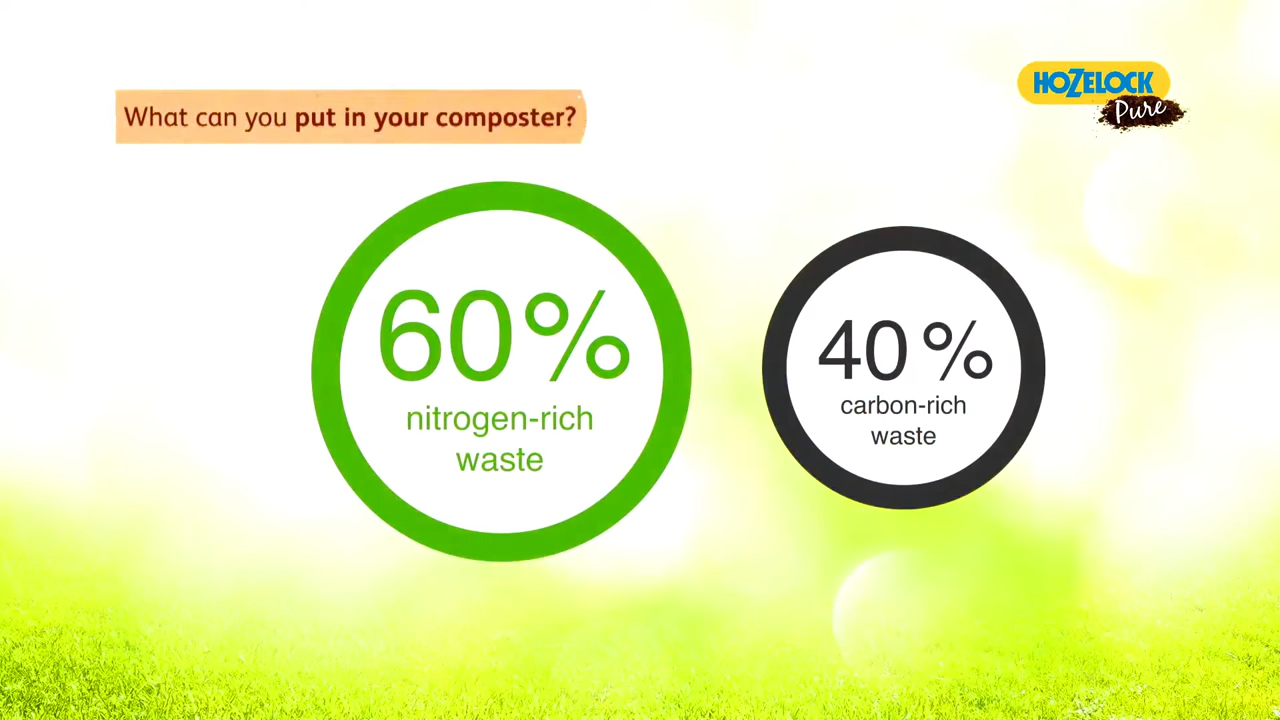 What can you put in your composter?
HOZELOCK
Pure
60%
nitrogen-rich
waste
40%
carbon-rich
waste